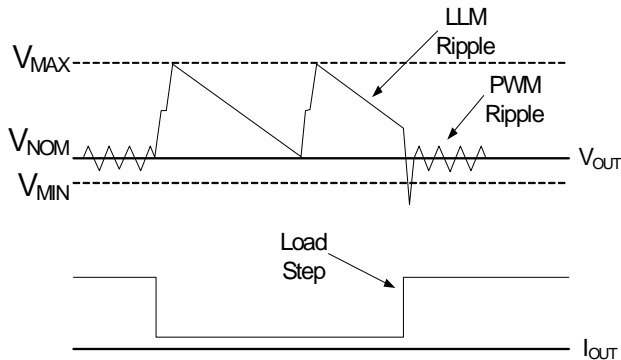 LLM
Ripple
VMAX
PWM
Ripple
VNOM
VOUT
VMIN
Load
Step
IOUT